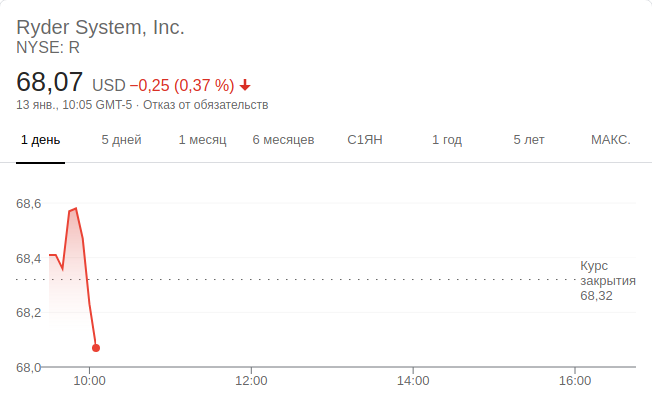 Ryder System, Inc.
NYSE: R
68,07 USD −0,25 (0,37 %)
13 янв., 10:05 GMT-5 · Отказ от обязательств
1 день 5 дней 1 месяц 6 месяцев С1ЯН 1 год 5 лет МАКС.
68,6
68,4
Курс
закрытия
68,32
68,2
68,0
10:00 12:00 14:00 16:00